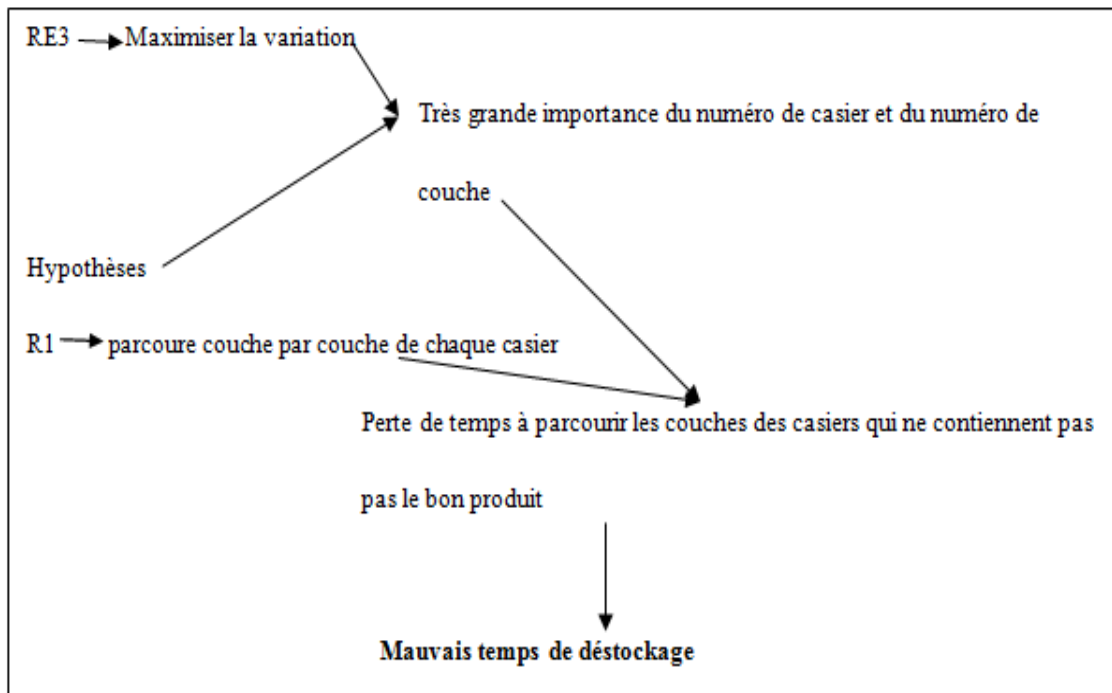 RE3 Maximiser la variation
Très grande importance du numéro de casier et du numéro de
couche
Hypothèses
R1 parcoure couche par couche de chaque casier
Perte de temps à parcourir les couches des casiers qui ne contiennent pas
pas le bon produit
Mauvais temps de déstockage